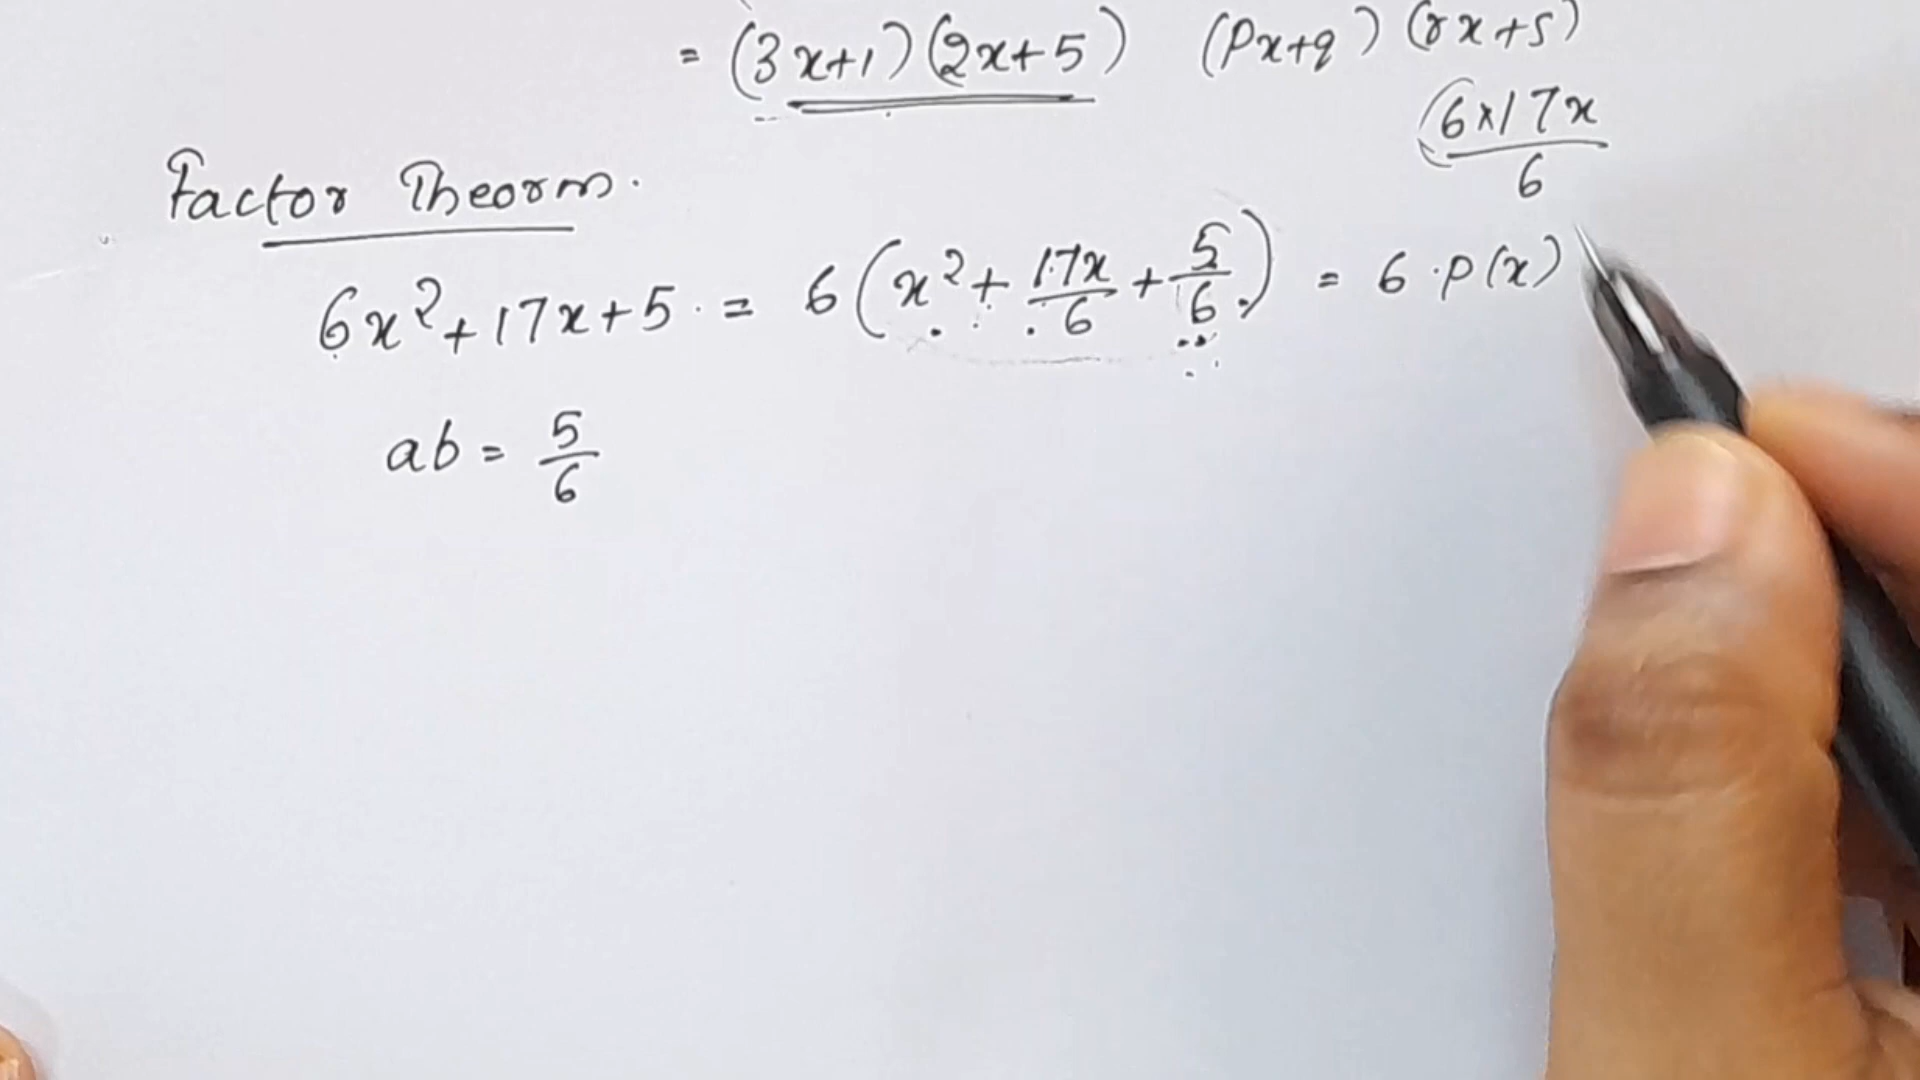 = (3x+1)(2x+5) (Px+q) (rx+s)
6×17x
6
Factor Theorm.
6x²+17x+5 = 6(x²+17x/6+5/6) = 6·P(x)
ab = 5/6